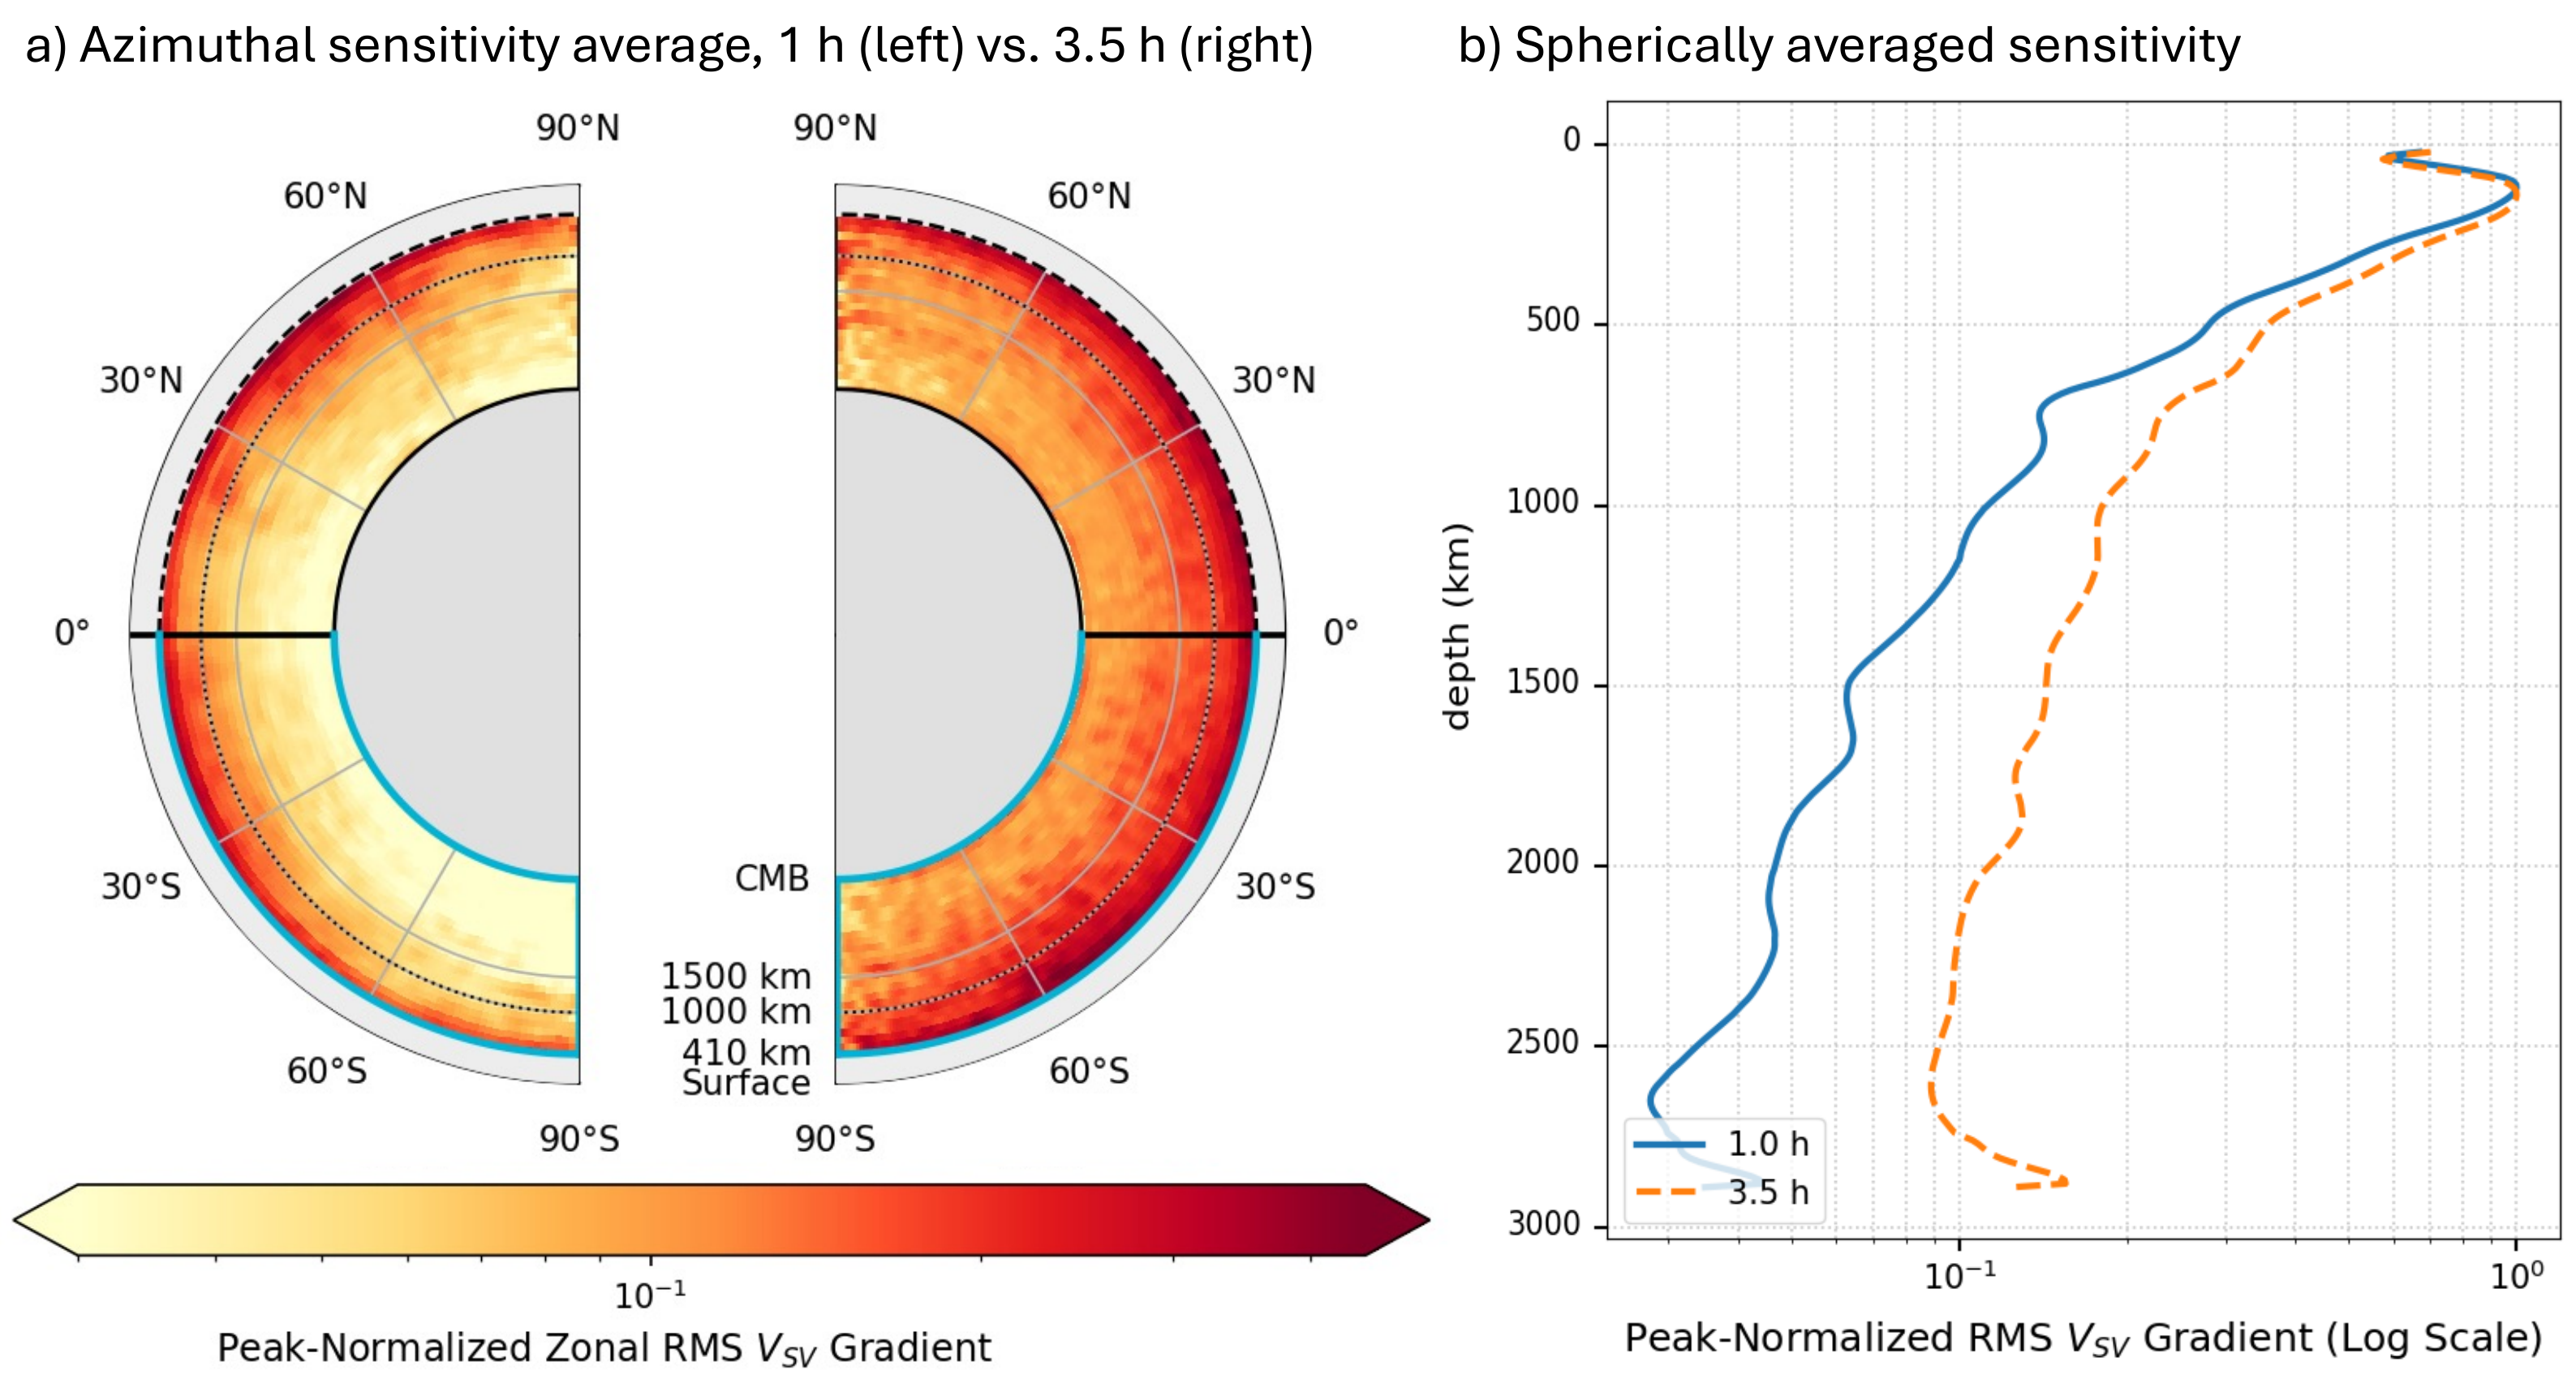 a) Azimuthal sensitivity average, 1 h (left) vs. 3.5 h (right)
90°N
90°N
60°N
60°N
30°N
30°N
0°
0°
30°S
30°S
60°S
60°S
90°S
90°S
CMB
1500 km
1000 km
410 km
Surface
10⁻¹
Peak-Normalized Zonal RMS V_SV Gradient
b) Spherically averaged sensitivity
0
500
1000
1500
2000
2500
3000
depth (km)
1.0 h
3.5 h
10⁻¹
10⁰
Peak-Normalized RMS V_SV Gradient (Log Scale)